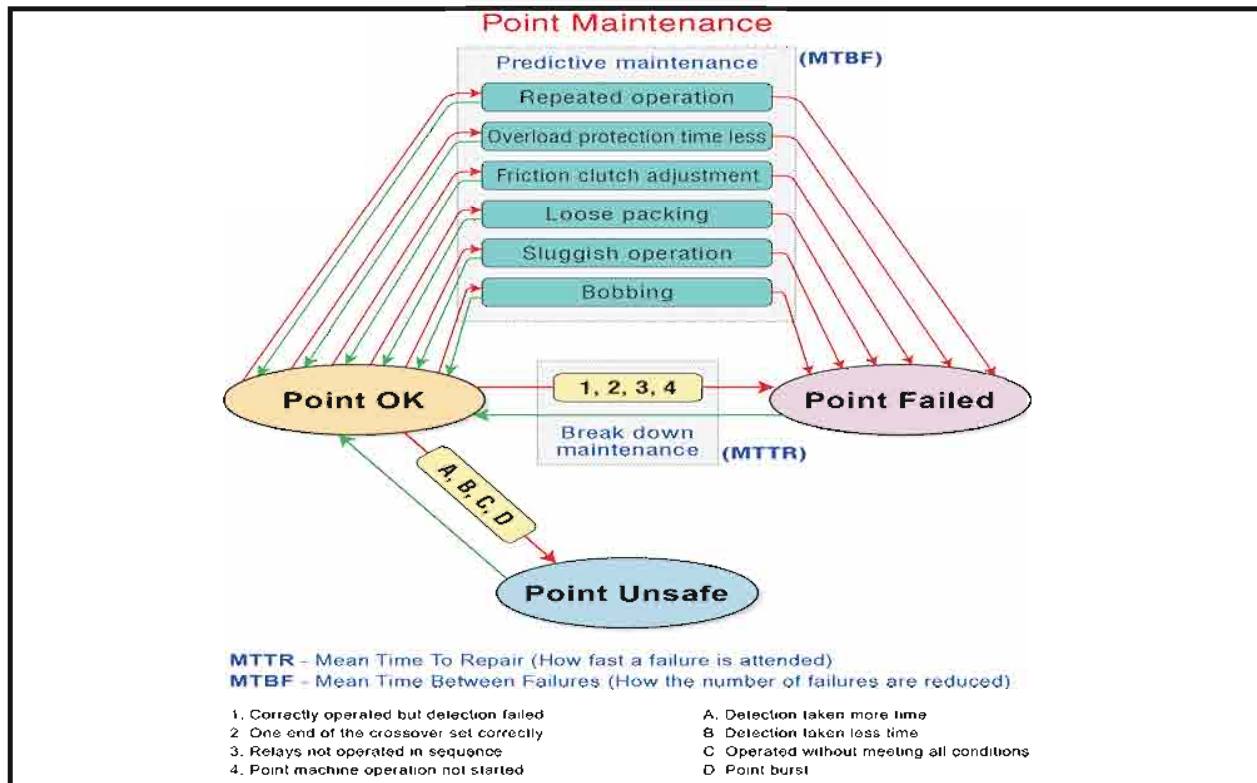 Point Maintenance
Predictive maintenance
(MTBF)
Repeated operation
Overload protection time less
Friction clutch adjustment
Loose packing
Sluggish operation
Bobbing
Point OK
1, 2, 3, 4
Point Failed
Break down
maintenance
(MTTR)
A, B, C, D
Point Unsafe
MTTR - Mean Time To Repair (How fast a failure is attended)
MTBF - Mean Time Between Failures (How the number of failures are reduced)
1. Correctly operated but detection failed
2 One end of the crossover set correctly
3. Relays not operated in sequence
4. Point machine operation not started
A. Detection taken more time
B Detection taken less time
C Operated without meeting all conditions
D Point burst